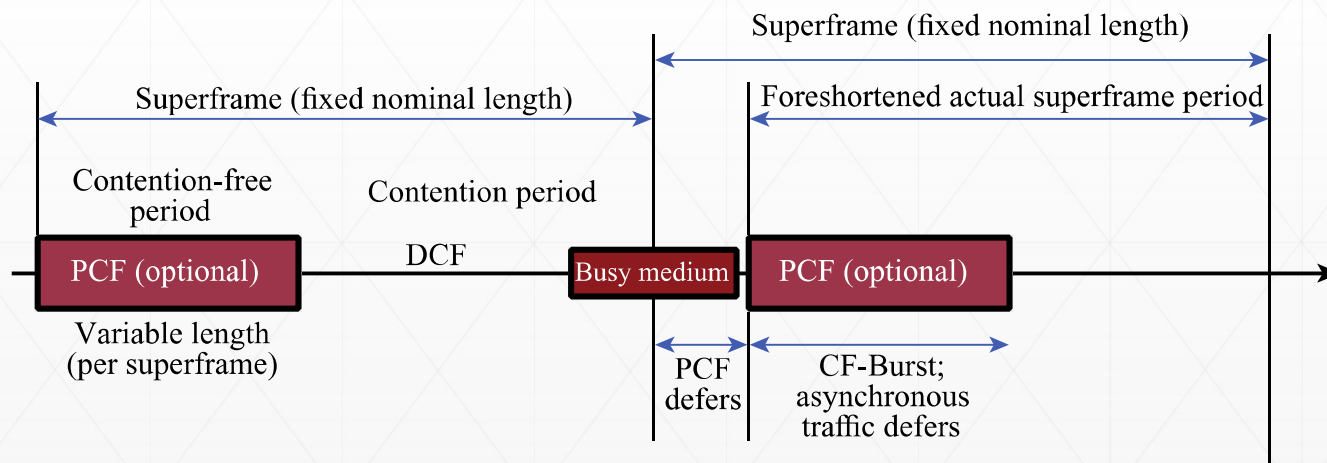 Superframe (fixed nominal length)
Superframe (fixed nominal length)
Foreshortened actual superframe period
Contention-free
period
Contention period
PCF (optional)
DCF
Busy medium
PCF (optional)
Variable length
(per superframe)
PCF
defers
CF-Burst;
asynchronous
traffic defers